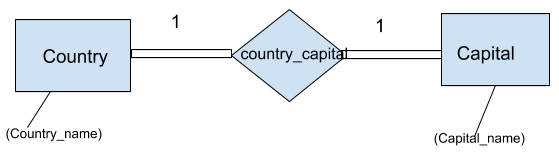 1
1
Country
country_capital
Capital
(Country_name)
(Capital_name)